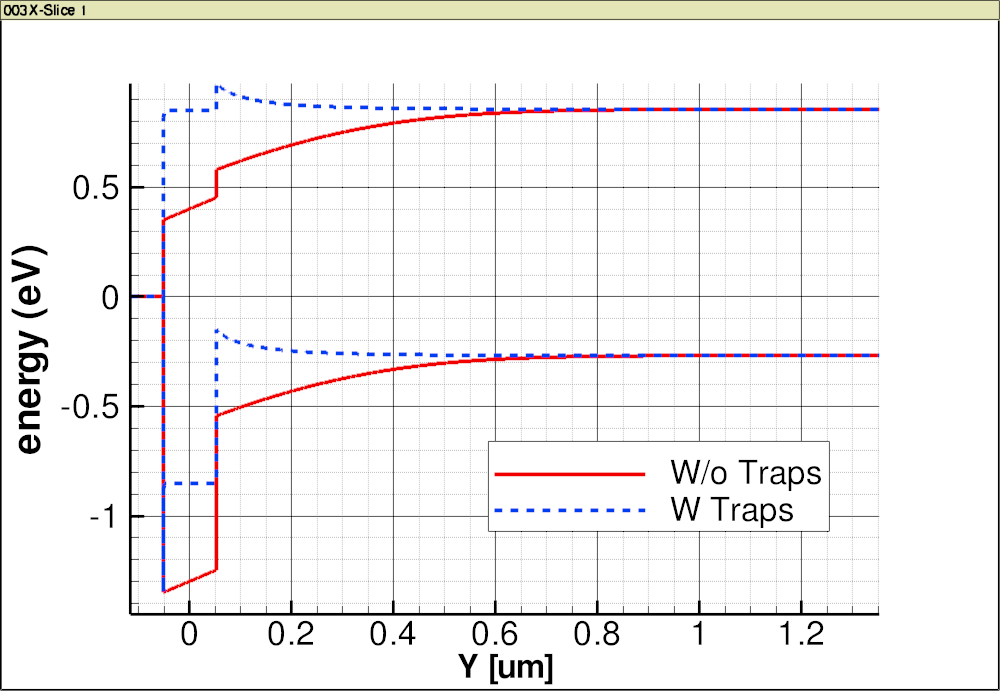 003X-Slice 1
energy (eV)
0.5
0
-0.5
-1
W/o Traps
W Traps
0 0.2 0.4 0.6 0.8 1 1.2
Y [um]